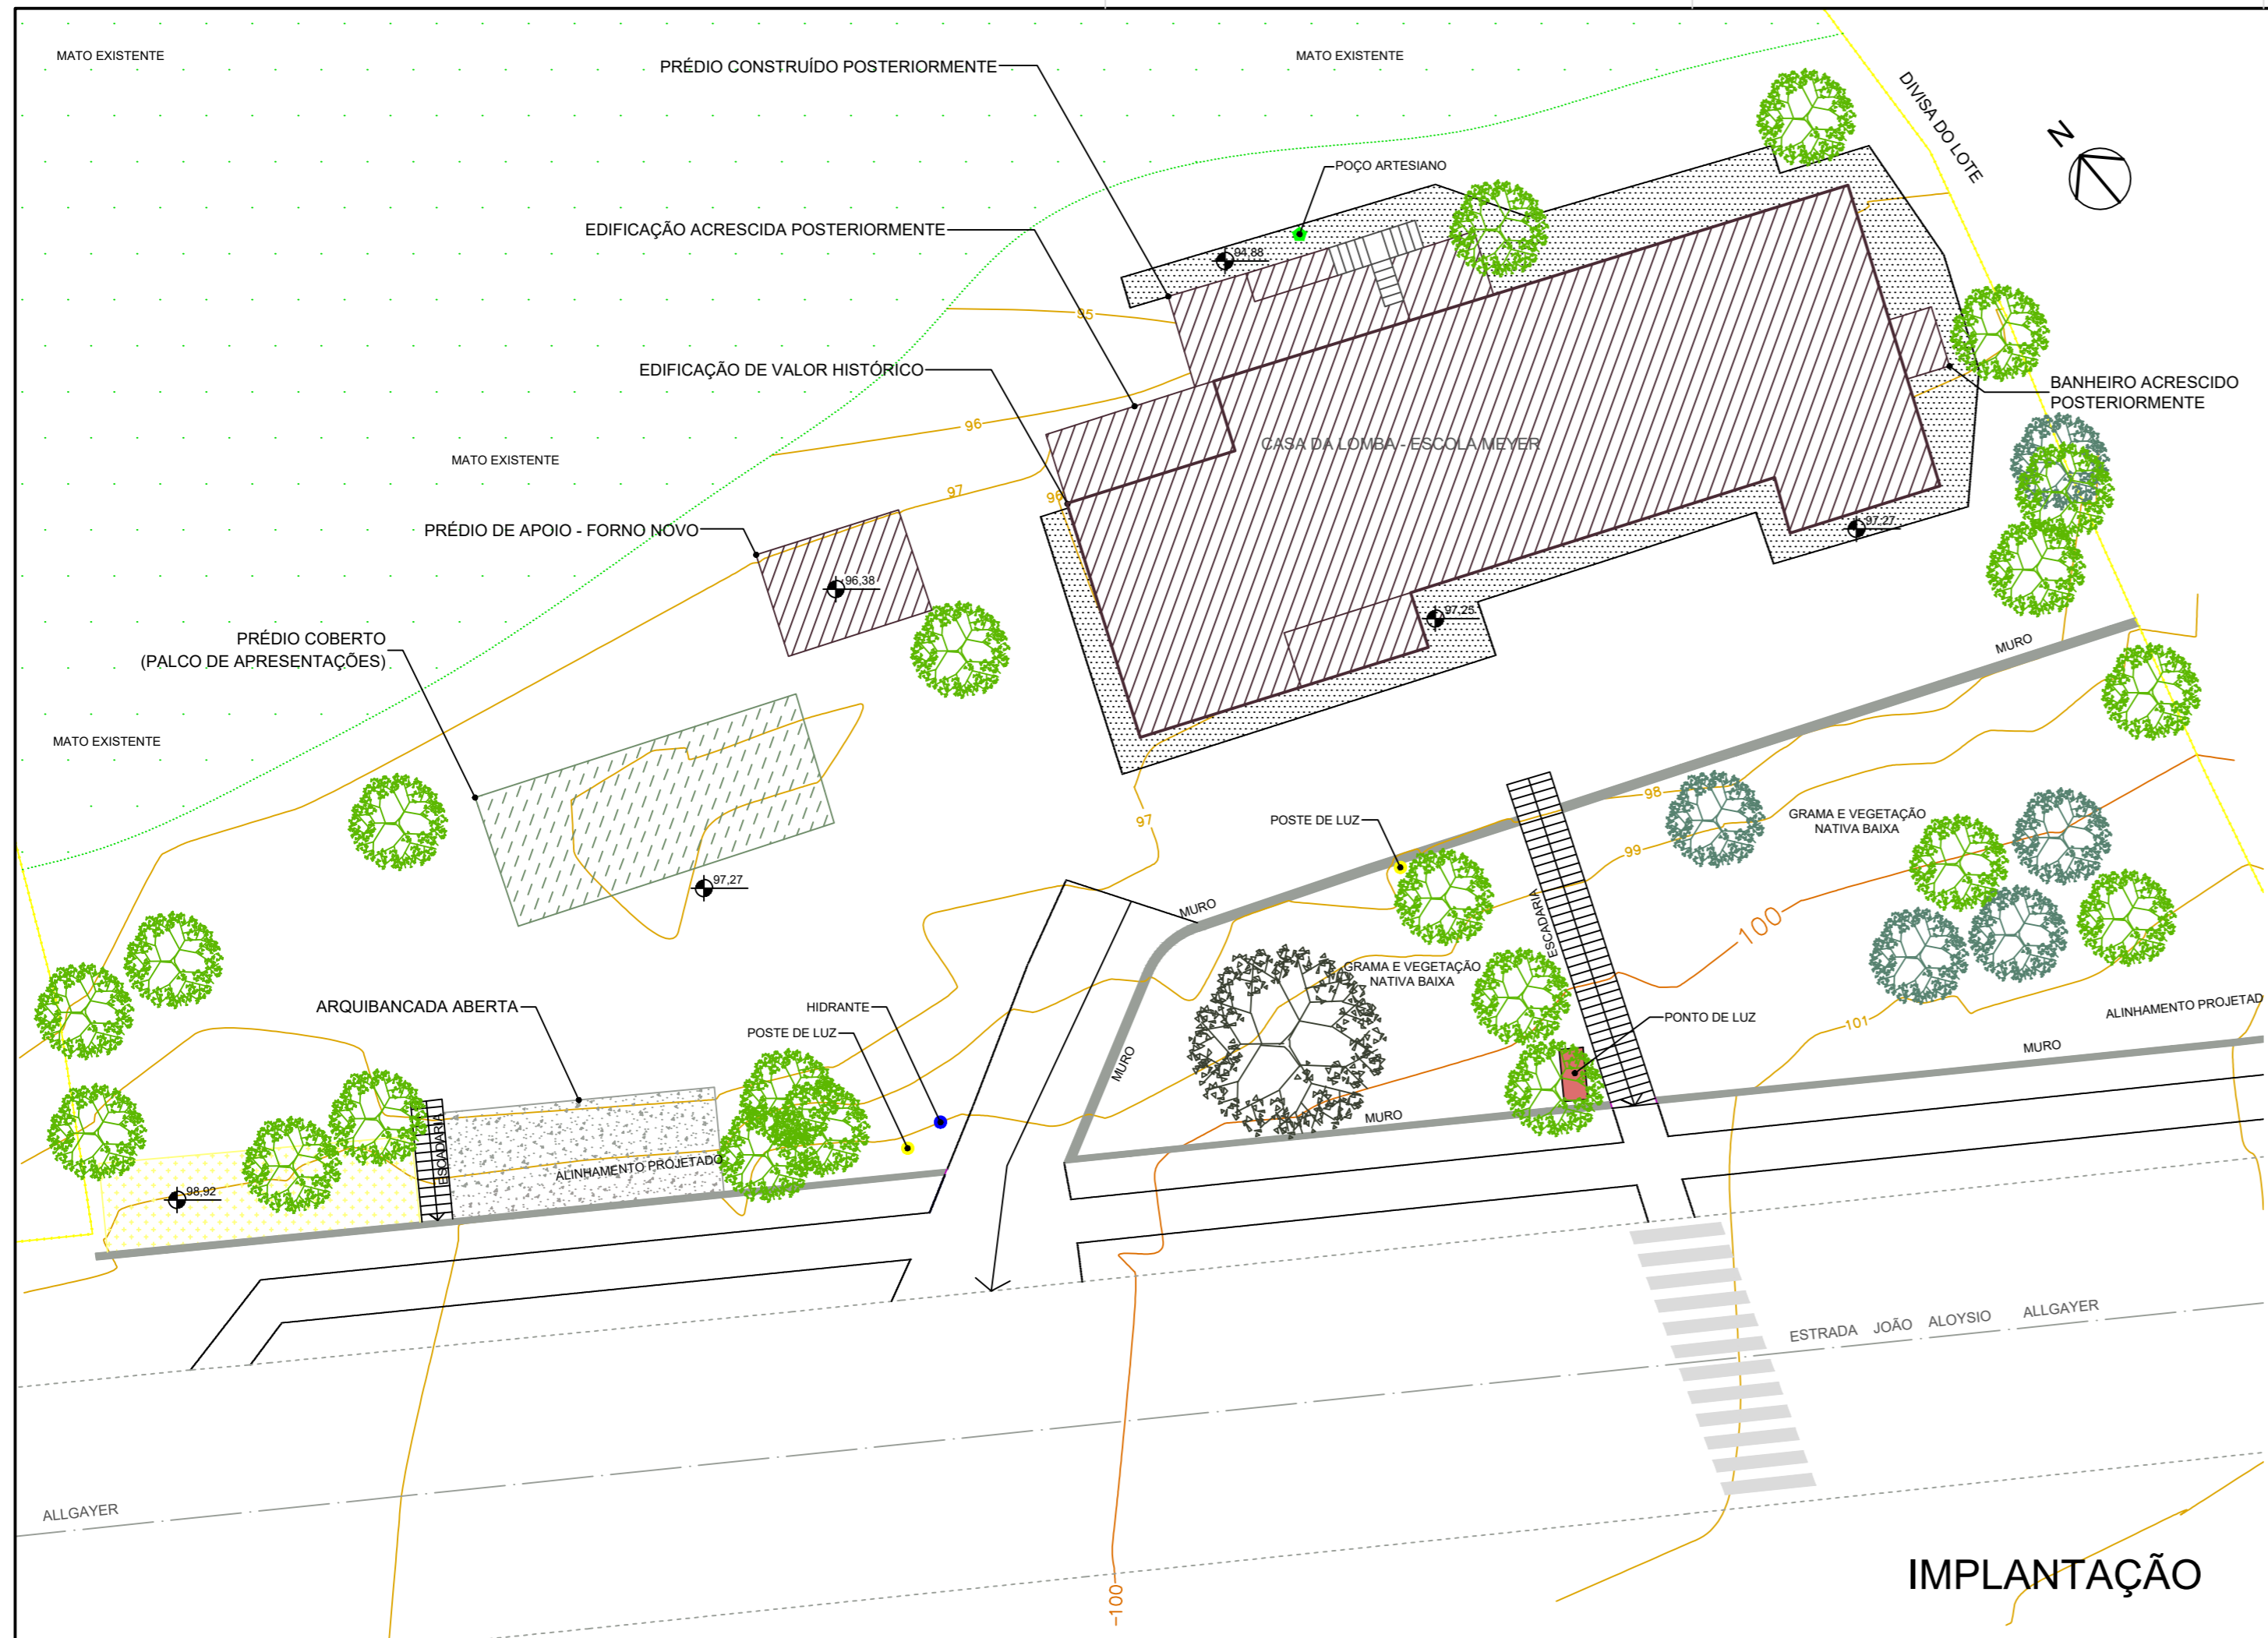 MATO EXISTENTE
PRÉDIO CONSTRUÍDO POSTERIORMENTE
MATO EXISTENTE
DIVISA DO LOTE
N
POÇO ARTESIANO
EDIFICAÇÃO ACRESCIDA POSTERIORMENTE
94,88
95
EDIFICAÇÃO DE VALOR HISTÓRICO
BANHEIRO ACRESCIDO
POSTERIORMENTE
96
CASA DA LOMBA - ESCOLA MEYER
MATO EXISTENTE
97
96
PRÉDIO DE APOIO - FORNO NOVO
97,27
96,38
97,25
PRÉDIO COBERTO
(PALCO DE APRESENTAÇÕES)
MURO
MATO EXISTENTE
98
97
POSTE DE LUZ
GRAMA E VEGETAÇÃO
NATIVA BAIXA
99
97,27
MURO
ESCADARIA
100
GRAMA E VEGETAÇÃO
NATIVA BAIXA
ARQUIBANCADA ABERTA
HIDRANTE
POSTE DE LUZ
PONTO DE LUZ
101
ALINHAMENTO PROJETAD
MURO
MURO
MURO
ESCADARIA
ALINHAMENTO PROJETADO
98,92
ESTRADA JOÃO ALOYSIO ALLGAYER
ALLGAYER
100
IMPLANTAÇÃO